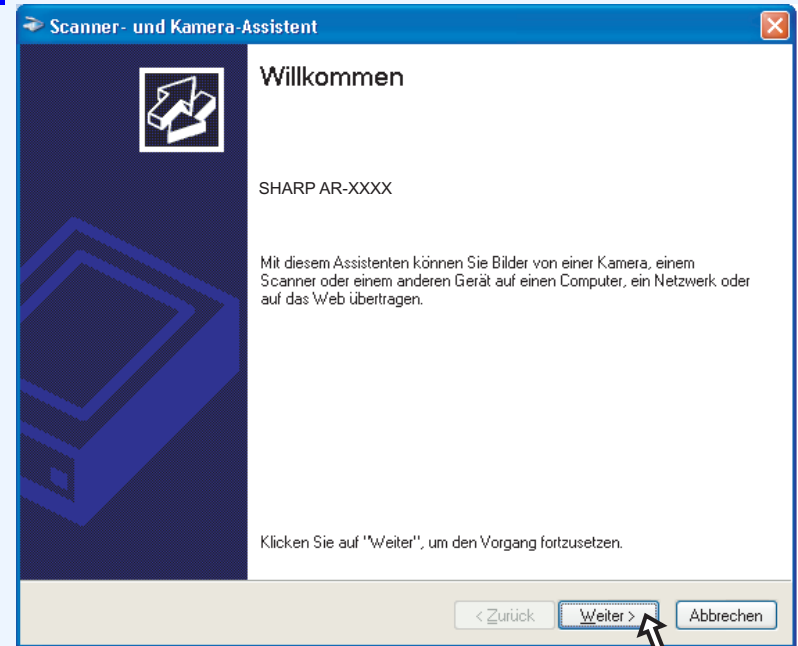 Scanner- und Kamera-Assistent
Willkommen
SHARP AR-XXXX
Mit diesem Assistenten können Sie Bilder von einer Kamera, einem
Scanner oder einem anderen Gerät auf einen Computer, ein Netzwerk oder
auf das Web übertragen.
Klicken Sie auf "Weiter", um den Vorgang fortzusetzen.
< Zurück Weiter > Abbrechen